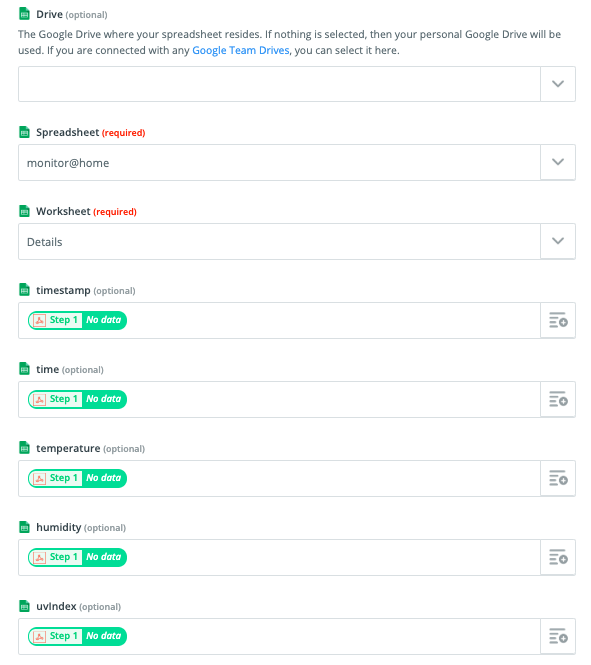 Drive (optional)
The Google Drive where your spreadsheet resides. If nothing is selected, then your personal Google Drive will be
used. If you are connected with any Google Team Drives, you can select it here.
Spreadsheet (required)
monitor@home
Worksheet (required)
Details
timestamp (optional)
Step 1 No data
time (optional)
Step 1 No data
temperature (optional)
Step 1 No data
humidity (optional)
Step 1 No data
uvIndex (optional)
Step 1 No data